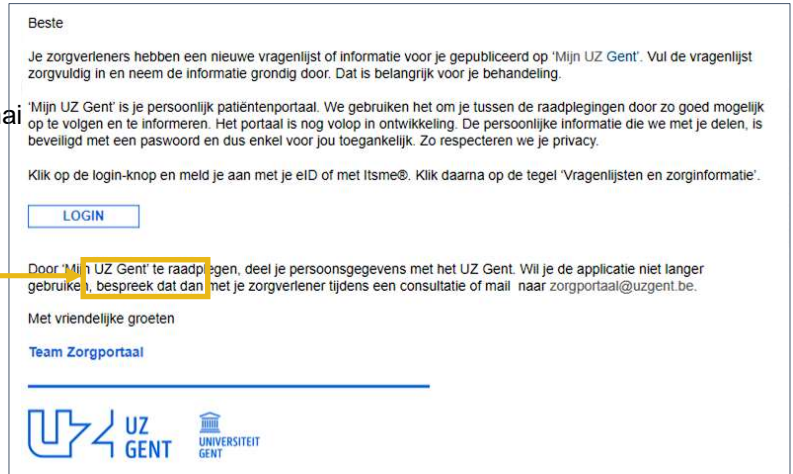 Beste
Je zorgverleners hebben een nieuwe vragenlijst of informatie voor je gepubliceerd op ‘Mijn UZ Gent’. Vul de vragenlijst
zorgvuldig in en neem de informatie grondig door. Dat is belangrijk voor je behandeling.
ai
‘Mijn UZ Gent’ is je persoonlijk patiëntenportaal. We gebruiken het om je tussen de raadplegingen door zo goed mogelijk
op te volgen en te informeren. Het portaal is nog volop in ontwikkeling. De persoonlijke informatie die we met je delen, is
beveiligd met een paswoord en dus enkel voor jou toegankelijk. Zo respecteren we je privacy.
Klik op de login-knop en meld je aan met je eID of met Itsme®. Klik daarna op de tegel ‘Vragenlijsten en zorginformatie’.
LOGIN
Door ‘Mijn UZ Gent’ te raadplegen, deel je persoonsgegevens met het UZ Gent. Wil je de applicatie niet langer
gebruiken, bespreek dat dan met je zorgverlener tijdens een consultatie of mail naar zorgportaal@uzgent.be.
Met vriendelijke groeten
Team Zorgportaal
UZ
GENT
UNIVERSITEIT
GENT